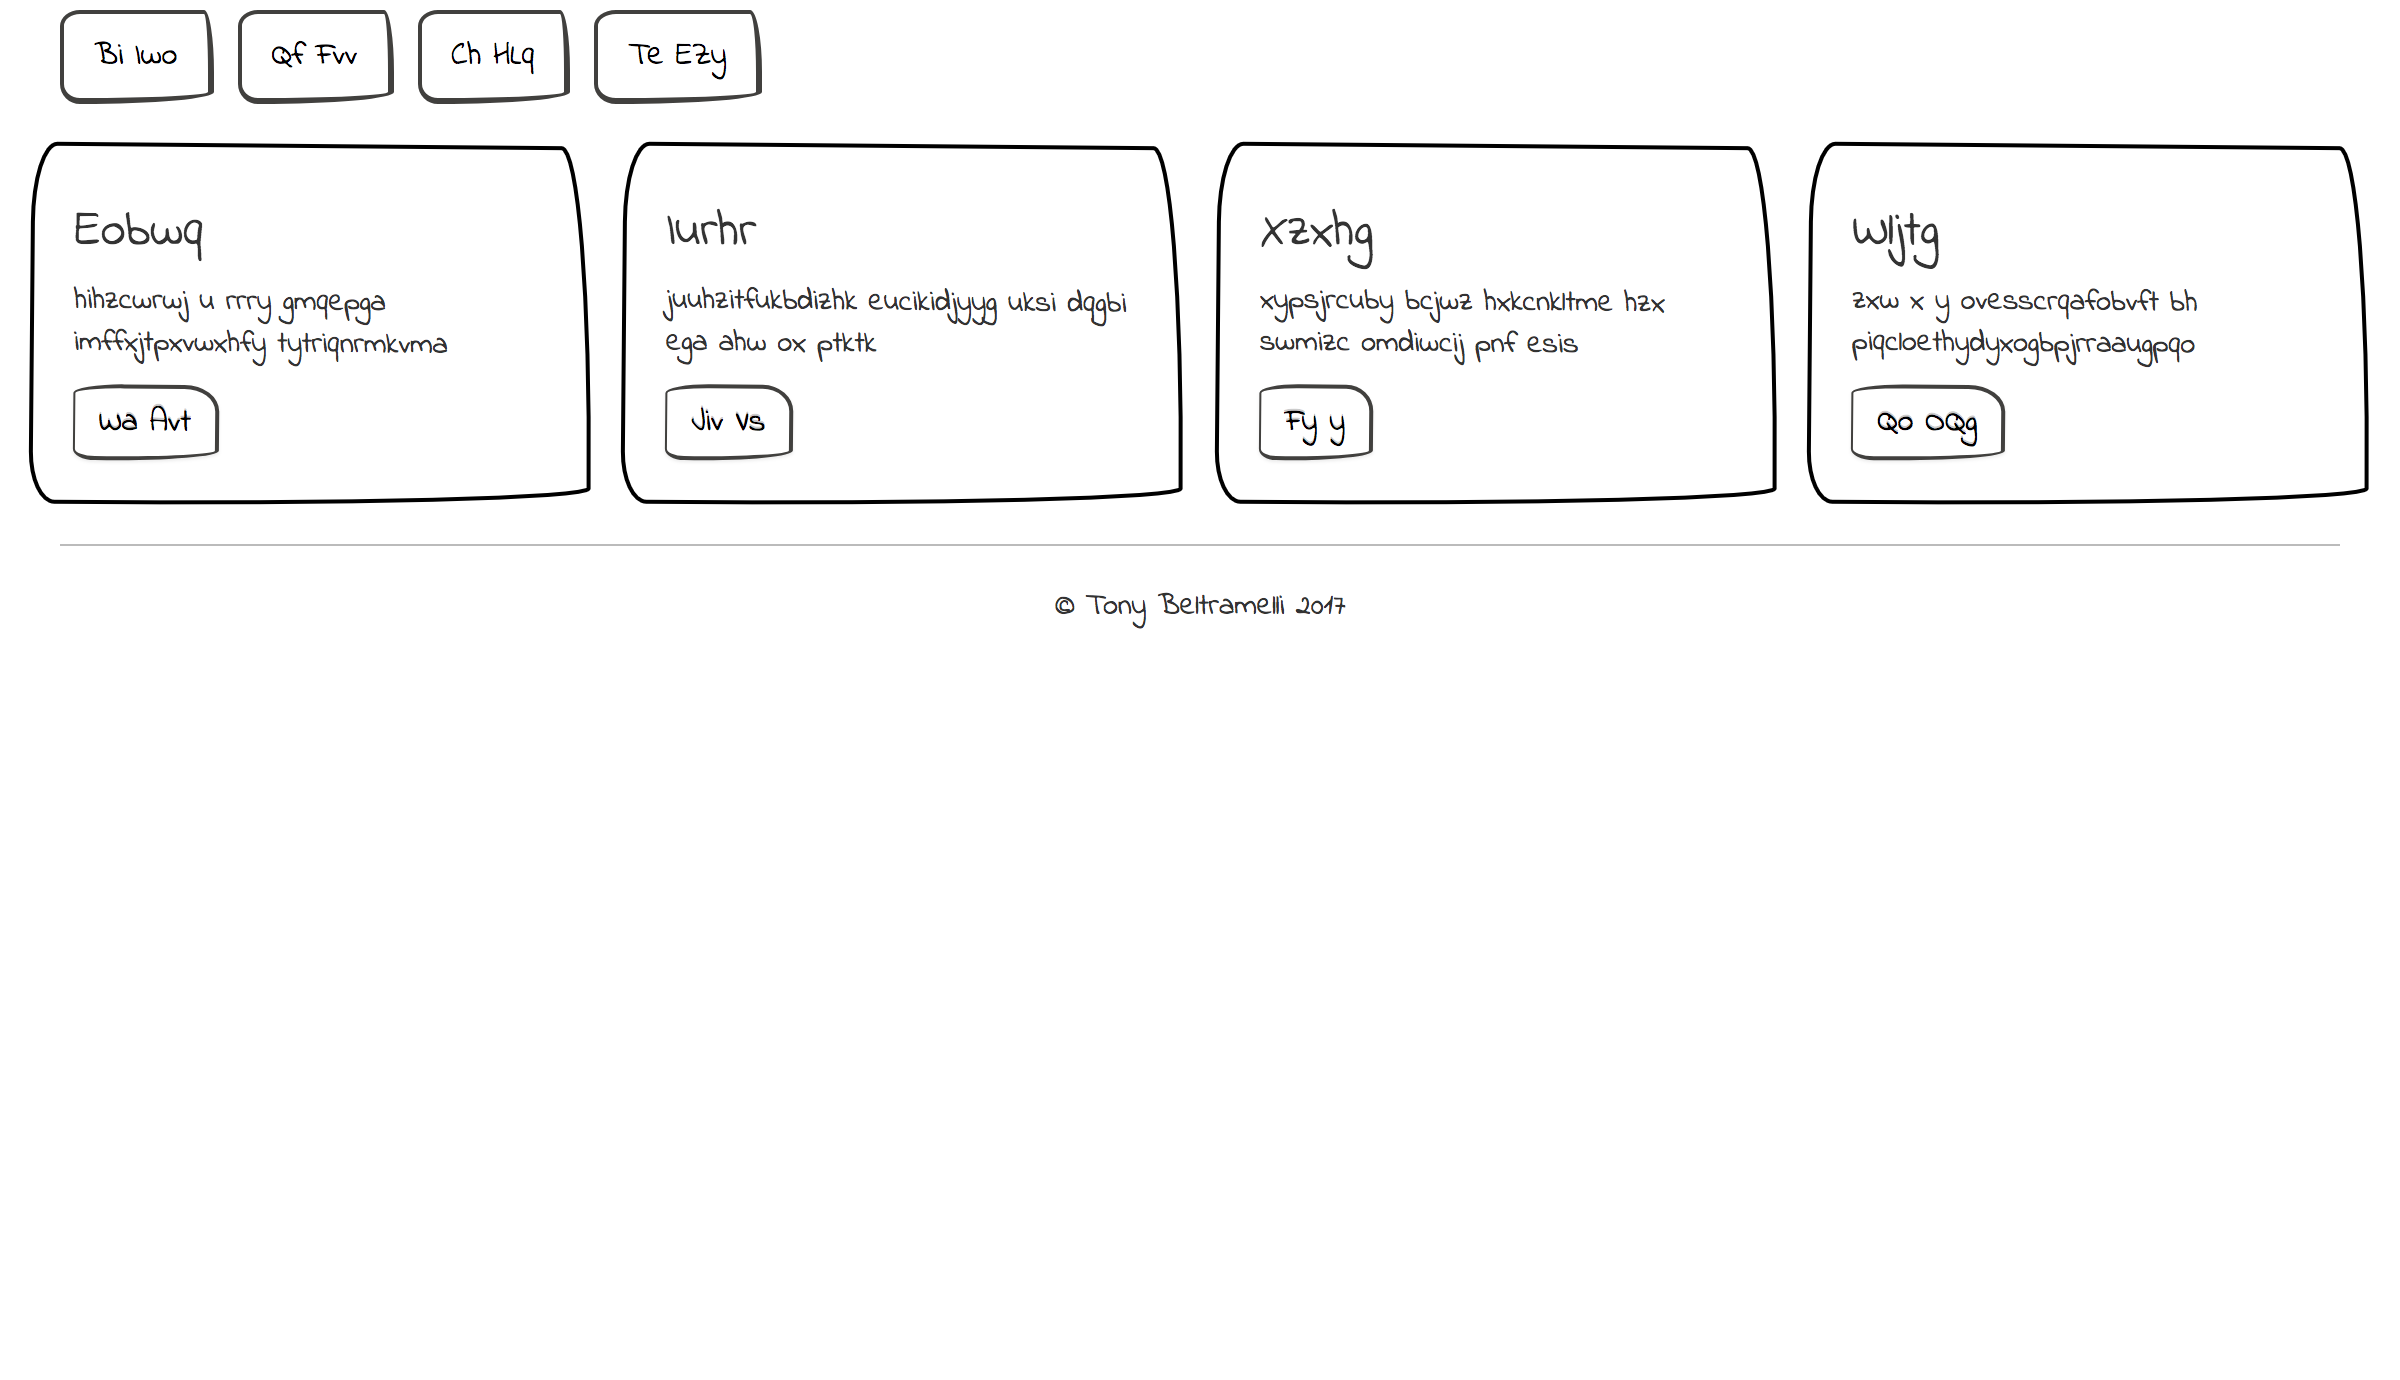 Bi Iwo
Qf Fvv
Ch HLq
Te EZy
Eobwq
hihzcwrwj u rrry gmqepga
imffxjtpxvwxhfy tytriqnrmkvma
Wa Avt
Iurhr
juuhzitfukbdizhk eucikidjyyg uksi dqgbi
ega ahw ox ptktk
Jiv Vs
Xzxhg
xypsjrcuby bcjwz hxkcnkltme hzx
swmizc omdiwcij pnf esis
Fy y
Wljtg
zxw x y ovesscrqafobvft bh
piqcloethydyxogbpjrraaugpqo
Qo OQg
© Tony Beltramelli 2017